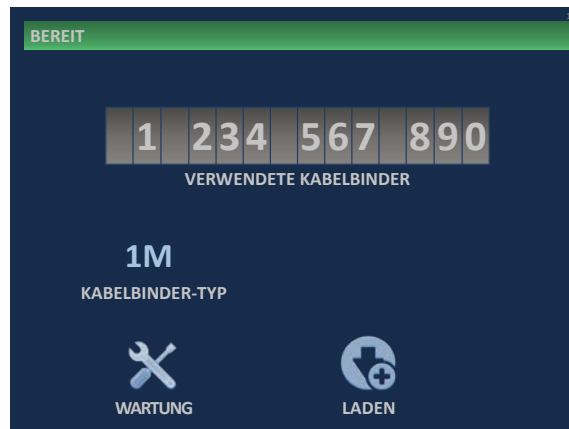 BEREIT
1 234 567 890
VERWENDETE KABELBINDER
1M
KABELBINDER-TYP
WARTUNG LADEN